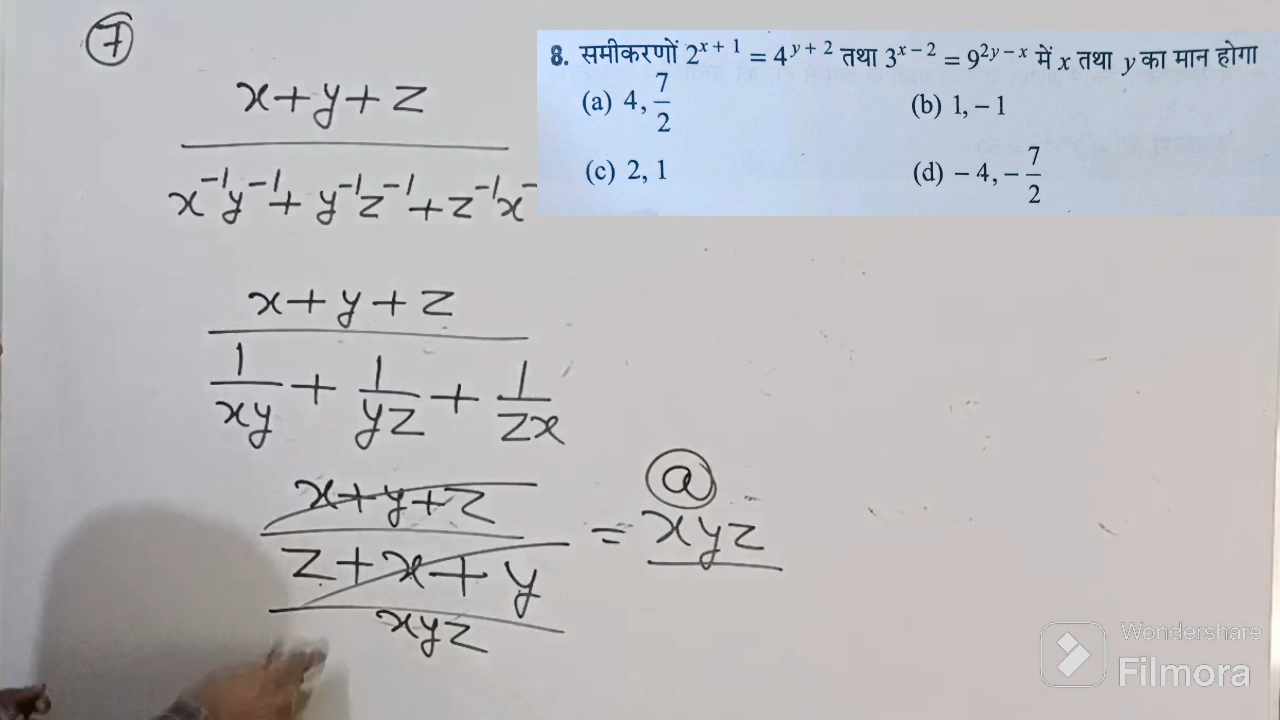 7
x+y+z
x⁻¹y⁻¹+y⁻¹z⁻¹+z⁻¹x⁻
x+y+z
1/xy + 1/yz + 1/zx
a
x+y+z
z+x+y
xyz
= xyz
8. समीकरणों 2^{x + 1} = 4^{y + 2} तथा 3^{x – 2} = 9^{2y – x} में x तथा y का मान होगा
(a) 4, 7/2 (b) 1, – 1
(c) 2, 1 (d) – 4, – 7/2
Wondershare
Filmora